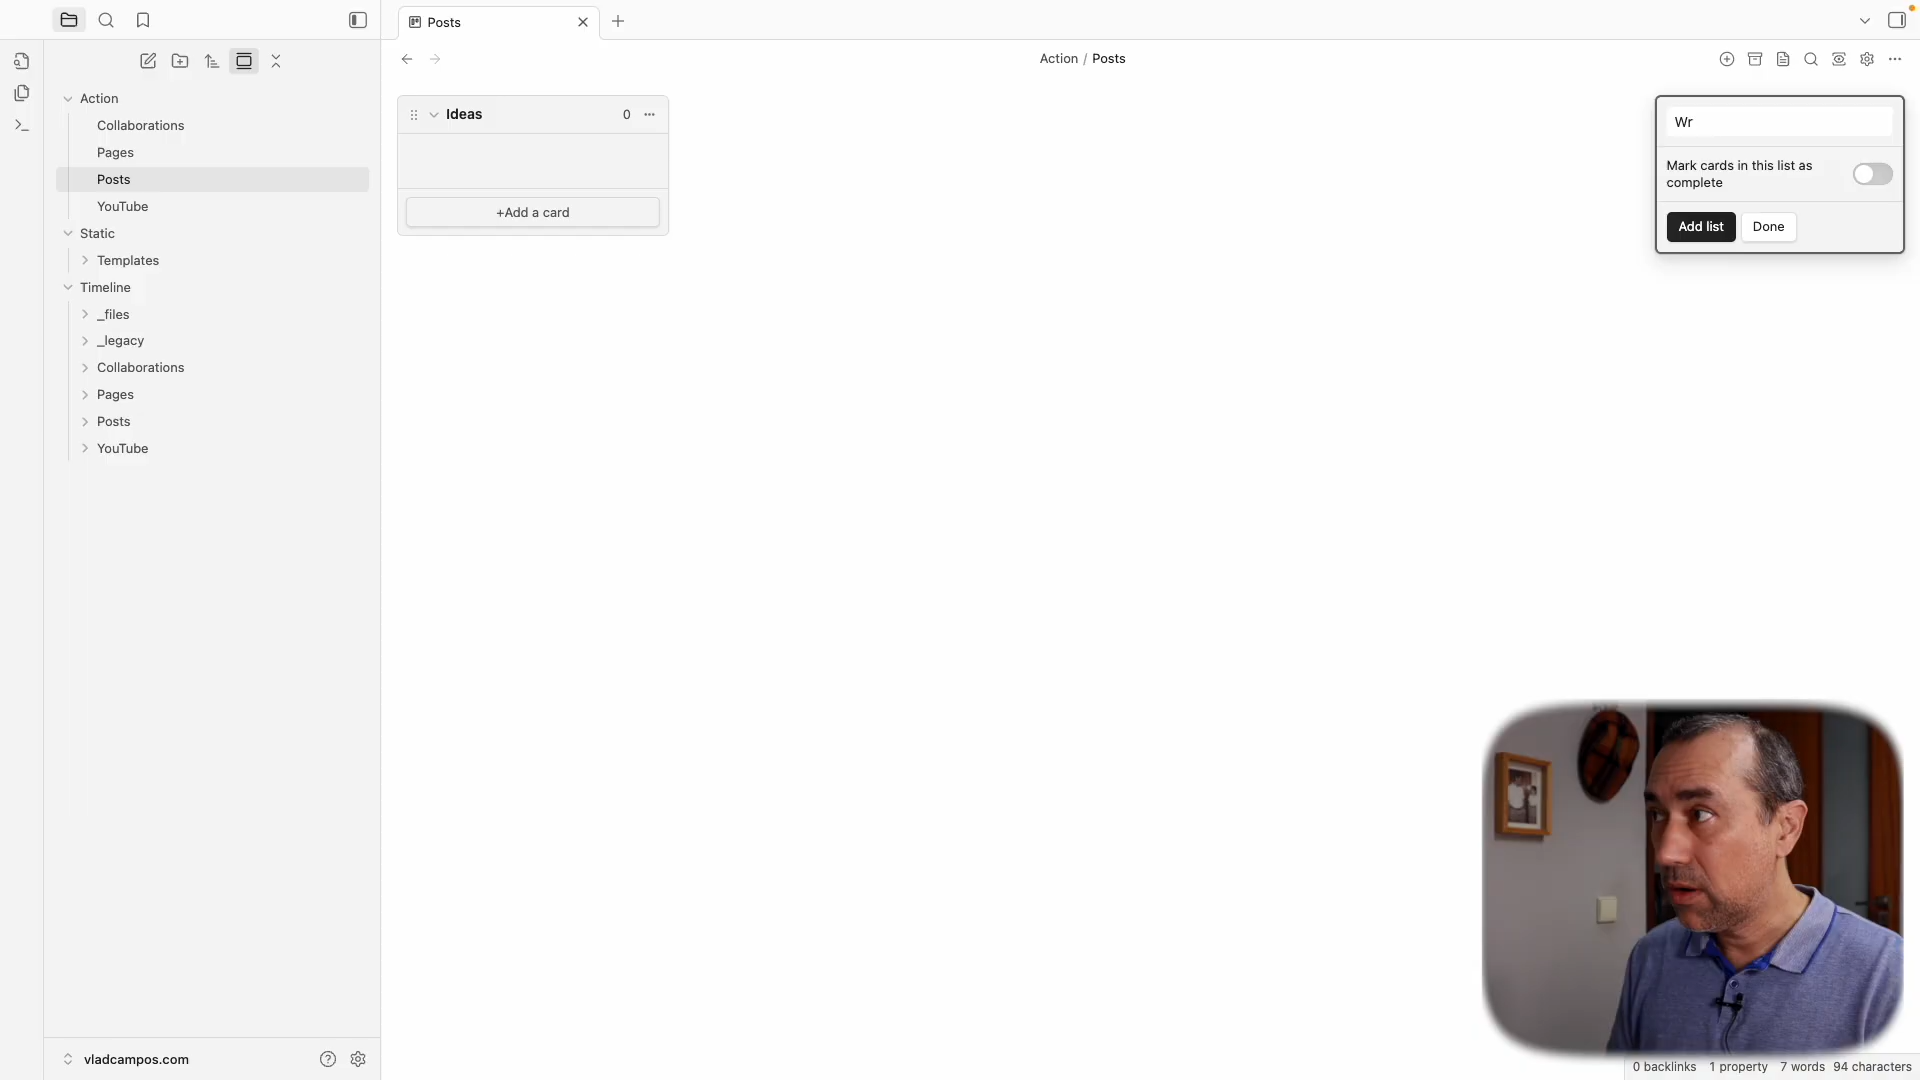 Posts
Action / Posts
Action
Collaborations
Pages
Posts
YouTube
Static
Templates
Timeline
_files
_legacy
Collaborations
Pages
Posts
YouTube
Ideas 0
+Add a card
Wr
Mark cards in this list as
complete
Add list Done
vladcampos.com
0 backlinks 1 property 7 words 94 characters